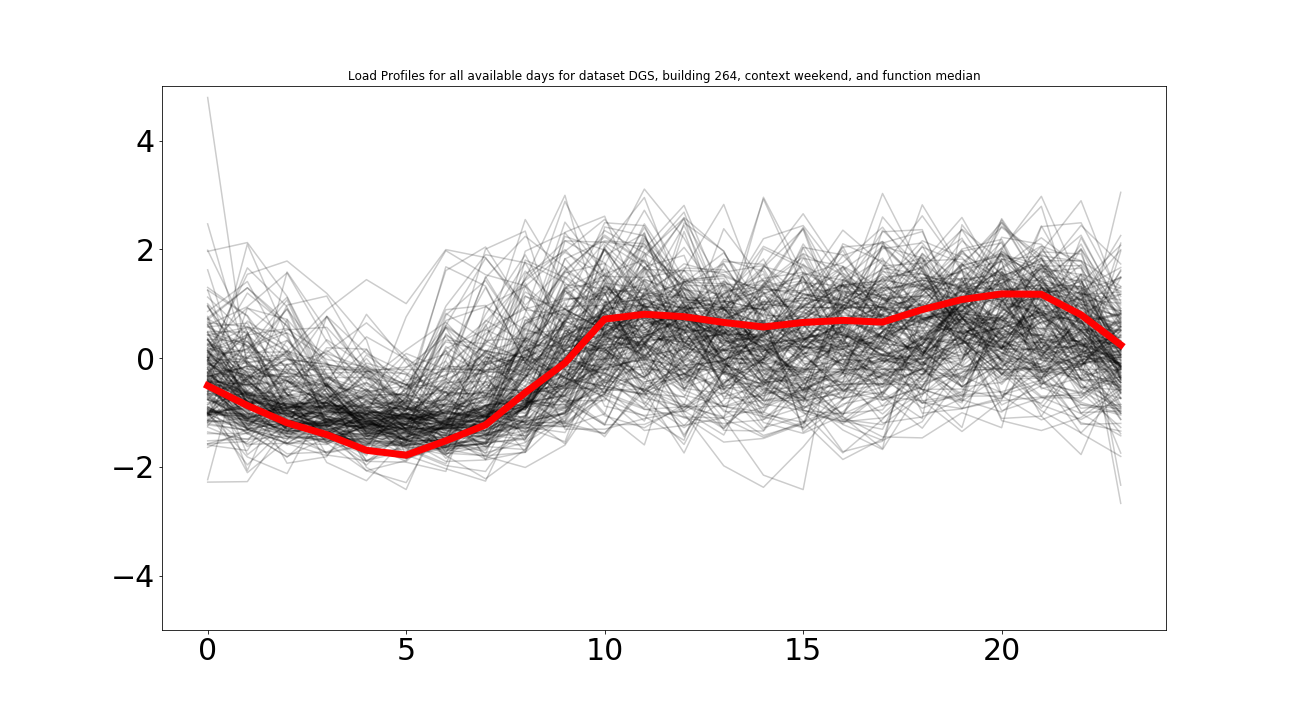 Load Profiles for all available days for dataset DGS, building 264, context weekend, and function median
4
2
0
−2
−4
0 5 10 15 20